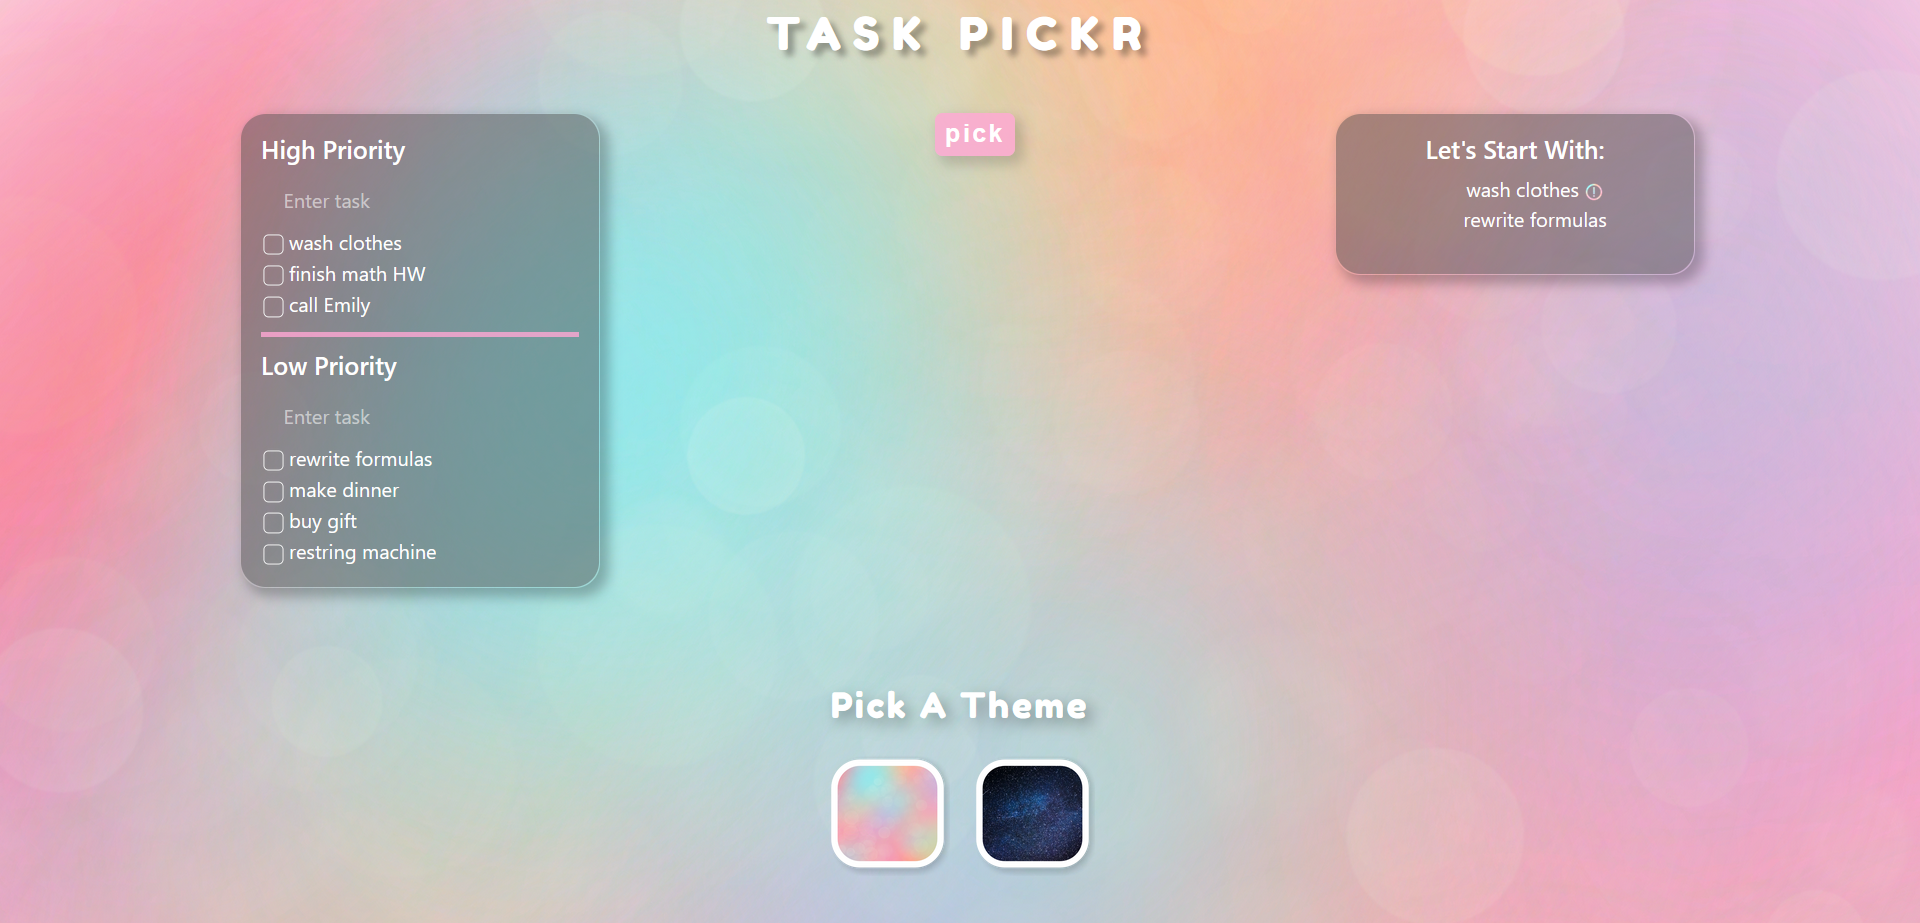 TASK PICKR
High Priority
Enter task
wash clothes
finish math HW
call Emily
Low Priority
Enter task
rewrite formulas
make dinner
buy gift
restring machine
pick
Let's Start With:
wash clothes
rewrite formulas
Pick A Theme